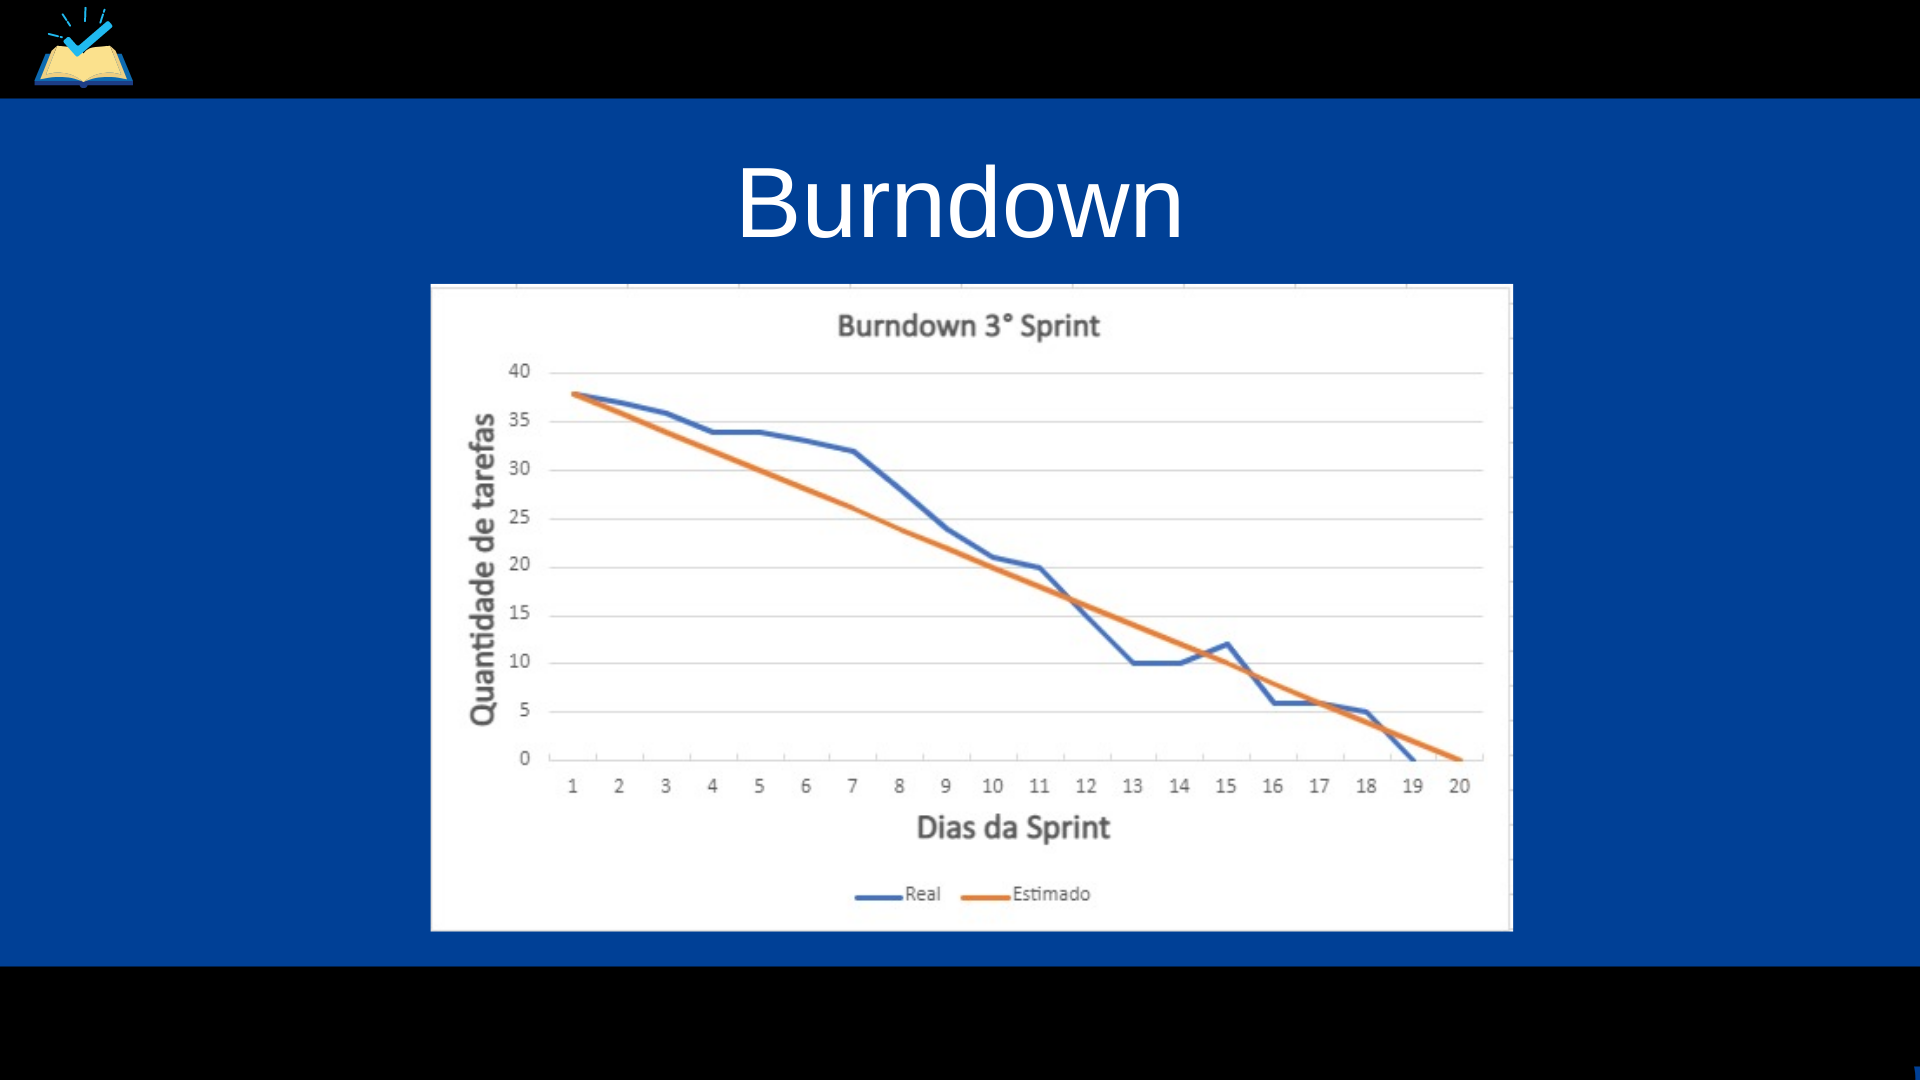 Burndown
Burndown 3° Sprint
Quantidade de tarefas
40
35
30
25
20
15
10
5
0
1 2 3 4 5 6 7 8 9 10 11 12 13 14 15 16 17 18 19 20
Dias da Sprint
Real Estimado